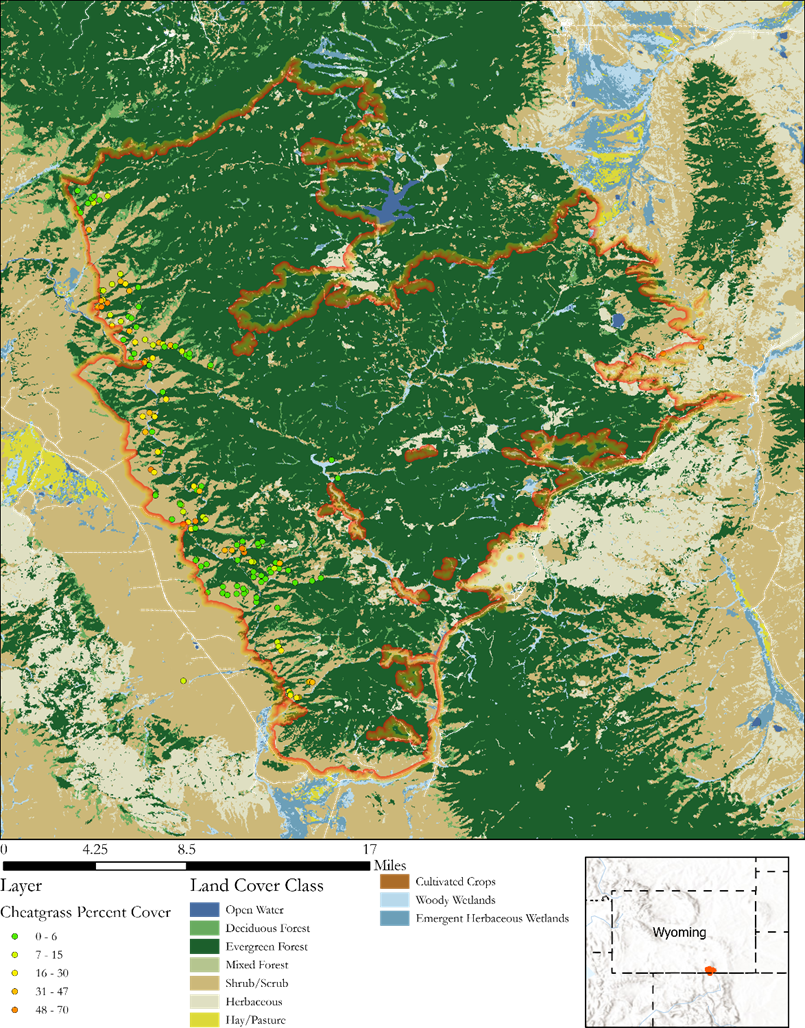 0 4.25 8.5 17
Miles
Layer
Cheatgrass Percent Cover
0 - 6
7 - 15
16 - 30
31 - 47
48 - 70
Land Cover Class
Open Water
Deciduous Forest
Evergreen Forest
Mixed Forest
Shrub/Scrub
Herbaceous
Hay/Pasture
Cultivated Crops
Woody Wetlands
Emergent Herbaceous Wetlands
Wyoming